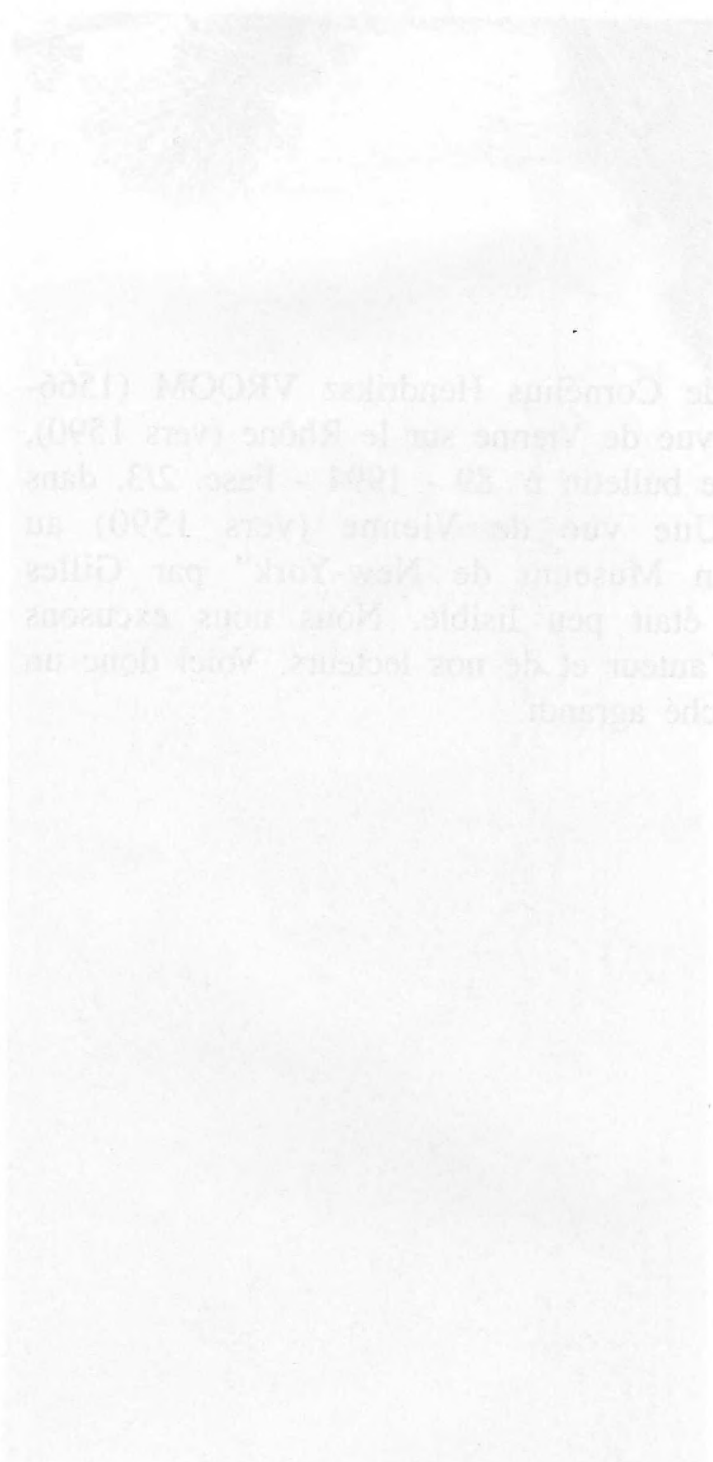 de Cornélius Hendriksz VROOM (1566-
vue de Vienne sur le Rhône (vers 1590),
bulletin n° 89 - 1994 - Fasc. 2/3, dans
Une vue de Vienne (vers 1590) au
Museum de New-York" par Gilles
était peu lisible. Nous nous excusons
l'auteur et de nos lecteurs. Voici donc un
ché agrandi